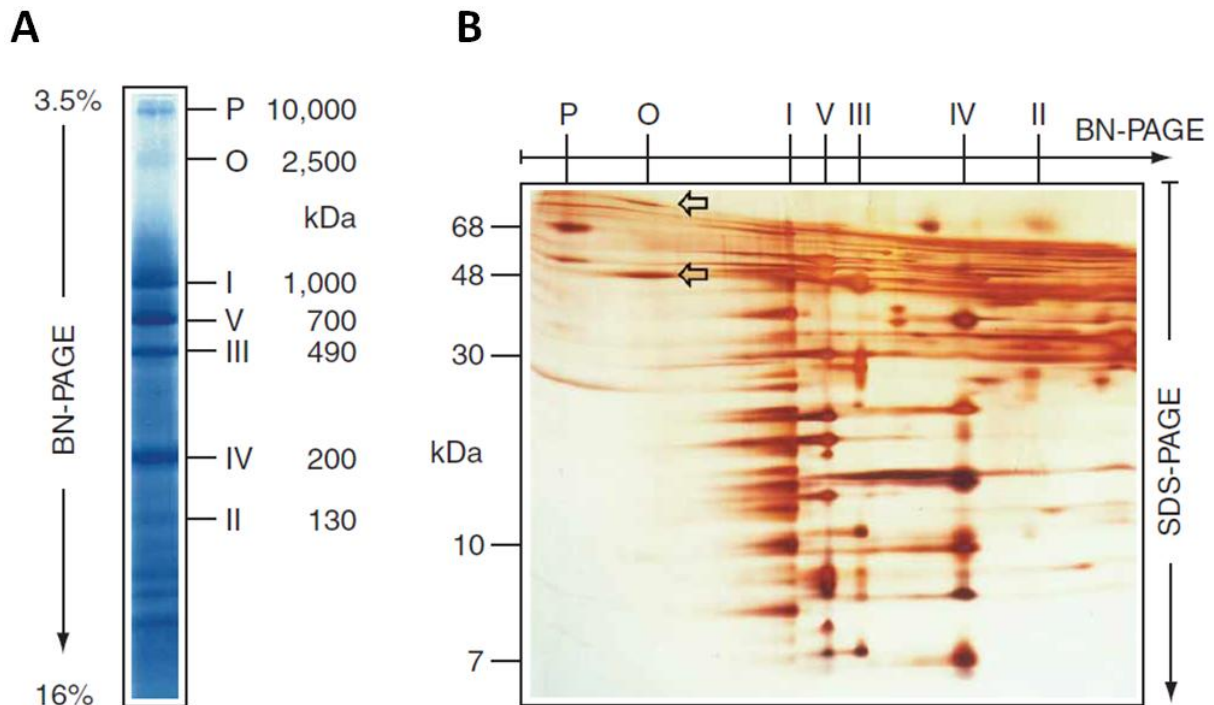 A
3.5%
BN-PAGE
16%
P 10,000
O 2,500
kDa
I 1,000
V 700
III 490
IV 200
II 130
B
P O I V III IV II
BN-PAGE
68
48
30
kDa
10
7
SDS-PAGE